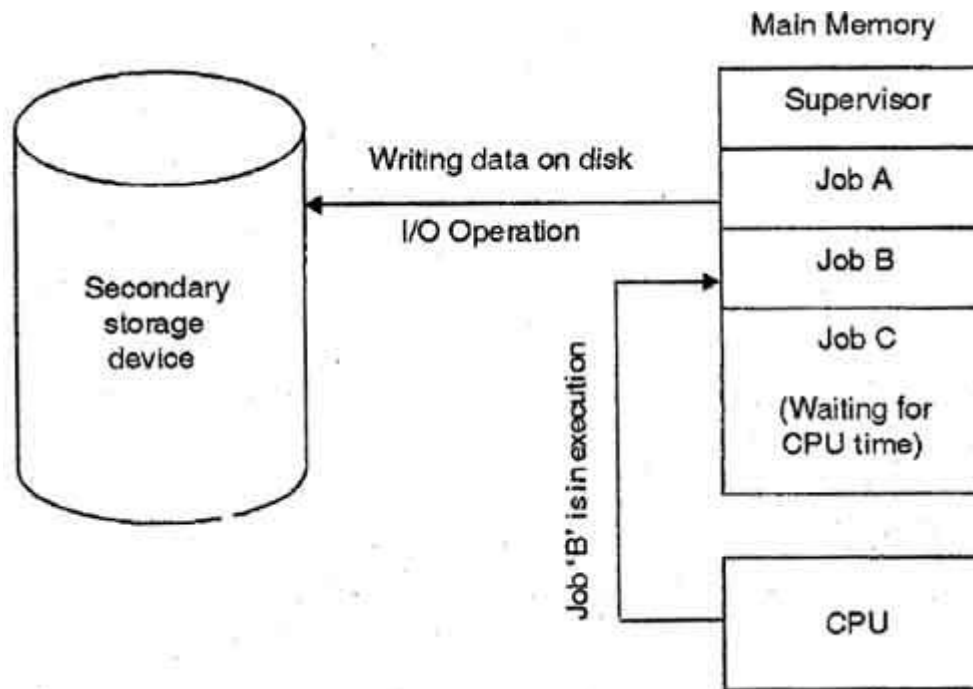 Main Memory
Supervisor
Writing data on disk
Job A
I/O Operation
Job B
Secondary
storage
device
Job C
(Waiting for
CPU time)
Job 'B' is in execution
CPU